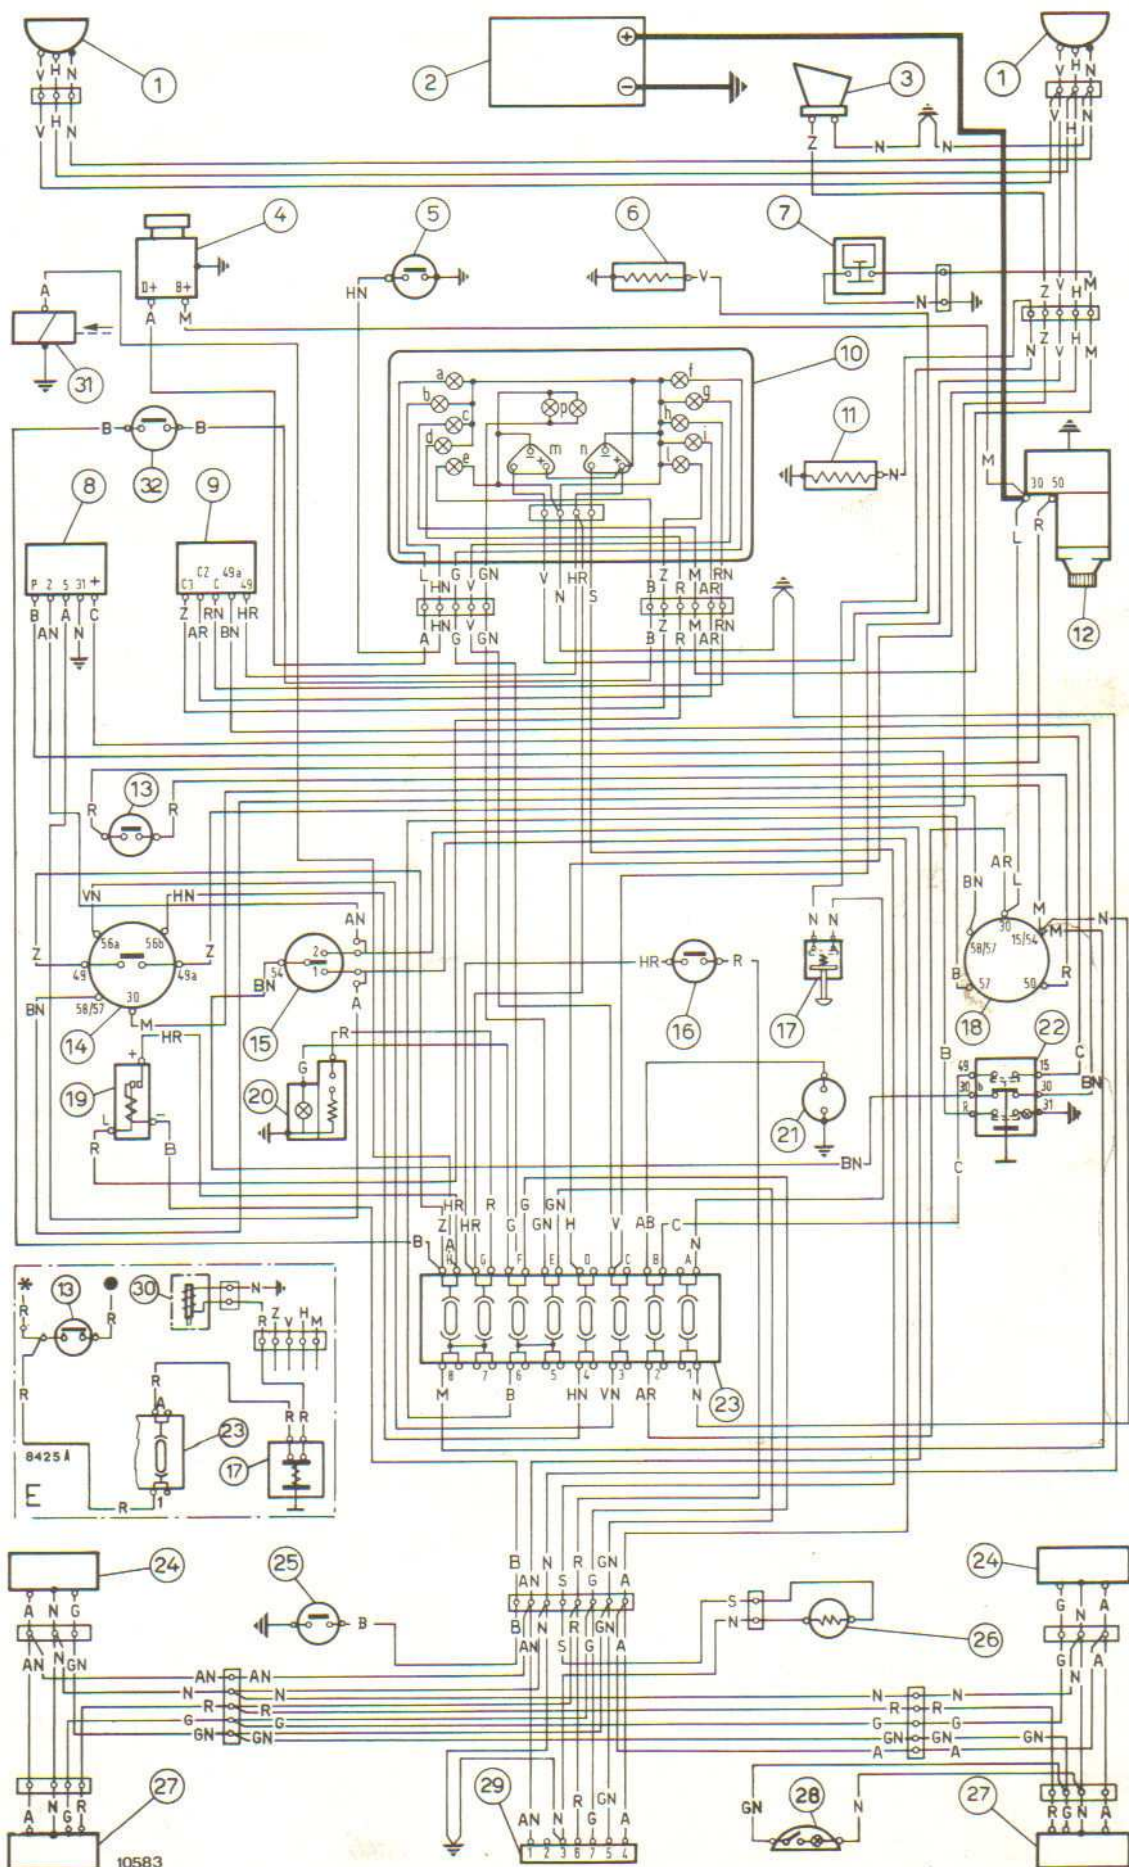 1
2
+
−
3
1
V H N
V H N
V H N
V H N
Z
N
N
4
5
6
7
D+ B+
A M
A
HN
V
N
Z V H M
N Z V H M
31
10
11
a
b
c
d
e
f
g
h
i
l
m
n
p
B
B
32
N
M
30 50
L
R
12
8
9
P 2 5 31 +
B AN A N C
C3 C2 C 49a 49
Z AR RN BN HR
L HN G V GN
A HN G V GN
V N HR S
B Z R M AR RN
B Z R M AR RN
13
R
R
VN
HN
AN
AR
L
BN
M
M
N
56a 56b
Z
49
49a
Z
BN
58/57
30
M
14
2
54
1
BN
A
15
HR
R
16
N N
17
30
15/54
58/57
57
50
B
R
18
HR
+
19
L
−
R
B
G
R
20
21
B
C
BN
22
49 15
30 b 30
R 31
BN
C
Z HR A HR R G G GN GN H V AB C N
B
H G F E D C B A
8 7 6 5 4 3 2 1
M B HN VN AR N
23
*
R
13
R
30
N
R Z V H M
R
R
A
R R
23
17
8425 A
E
R
1
24
A N G
AN N GN
25
B
B AN N S R G GN A
B AN N S R G GN A
S
N
26
24
G N A
G N A
AN AN
N N
R R
G G
GN GN
N N
R R
G G
GN GN GN
A A
27
A N G R
10583
29
AN N R G GN A
1 2 3 6 7 5 4
GN
28
N
27
R G N A